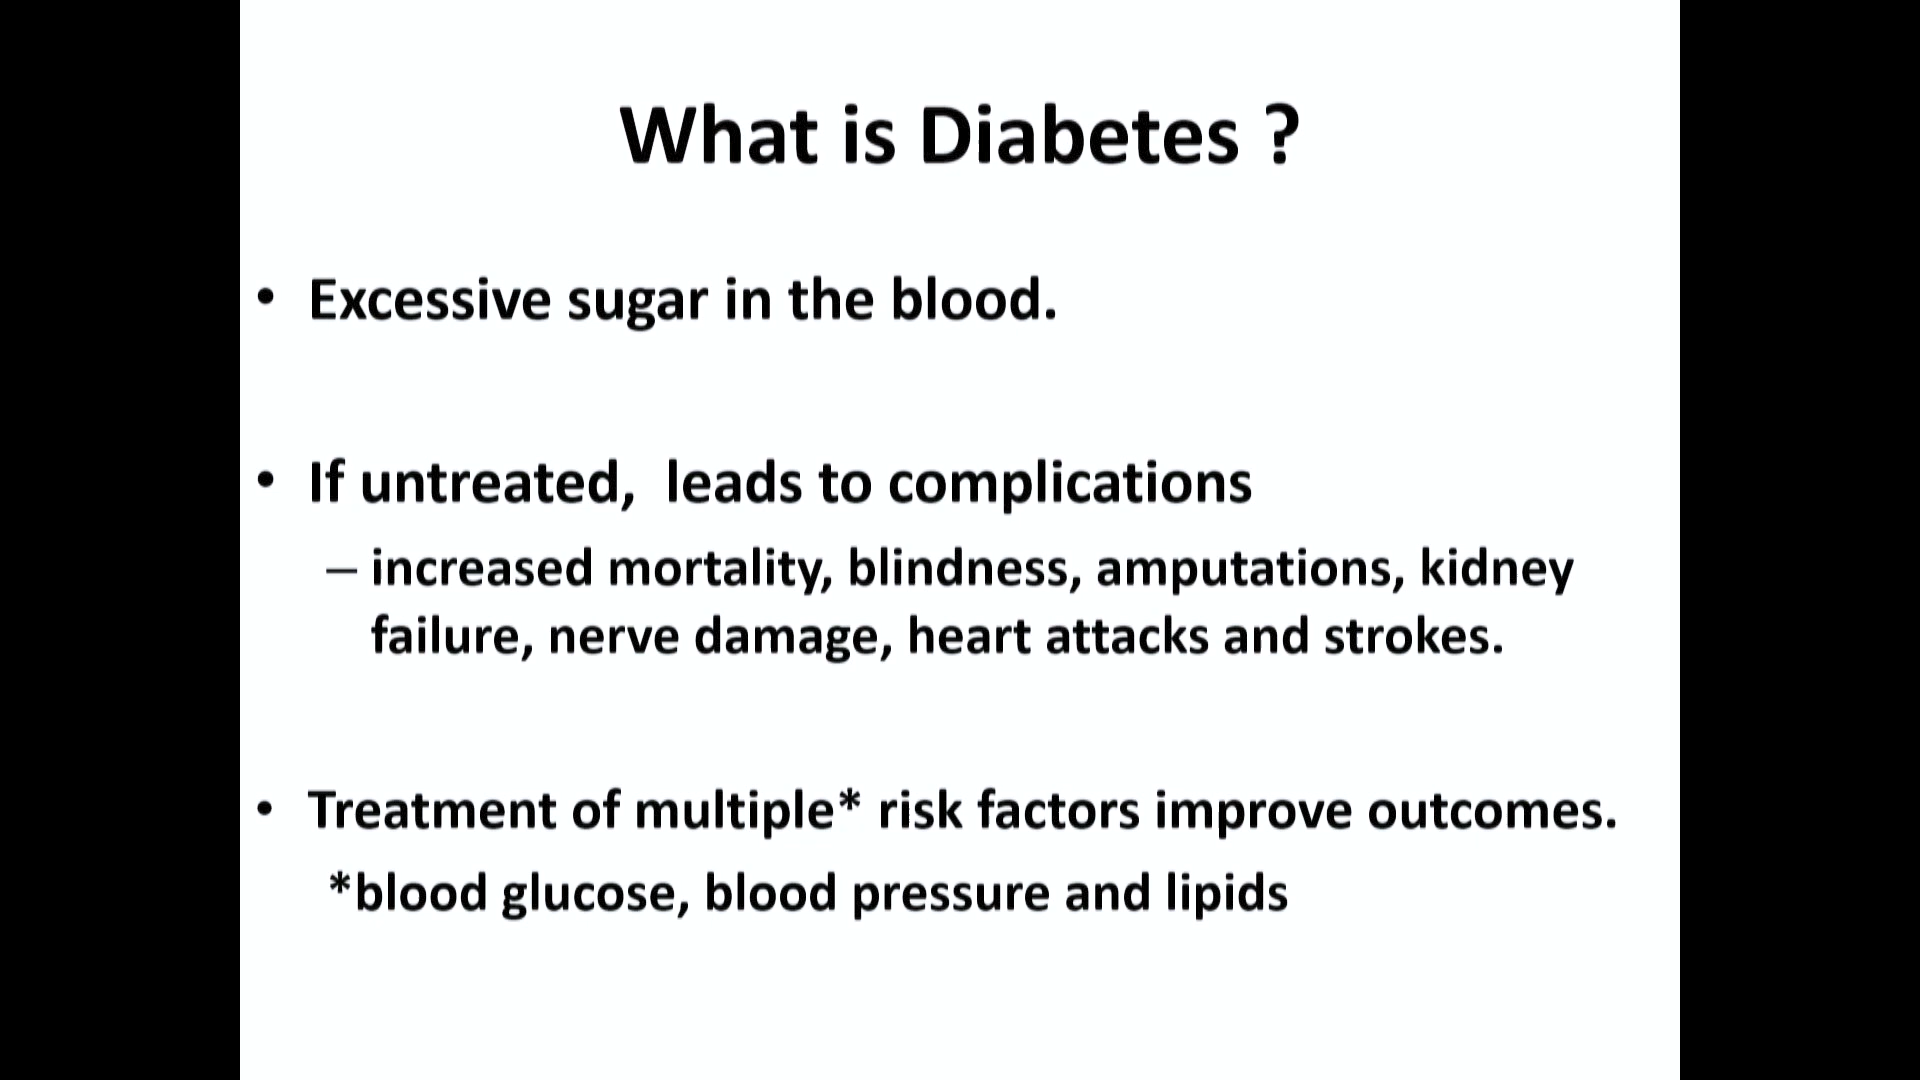 What is Diabetes ?
• Excessive sugar in the blood.
• If untreated,  leads to complications
– increased mortality, blindness, amputations, kidney
failure, nerve damage, heart attacks and strokes.
• Treatment of multiple* risk factors improve outcomes.
*blood glucose, blood pressure and lipids